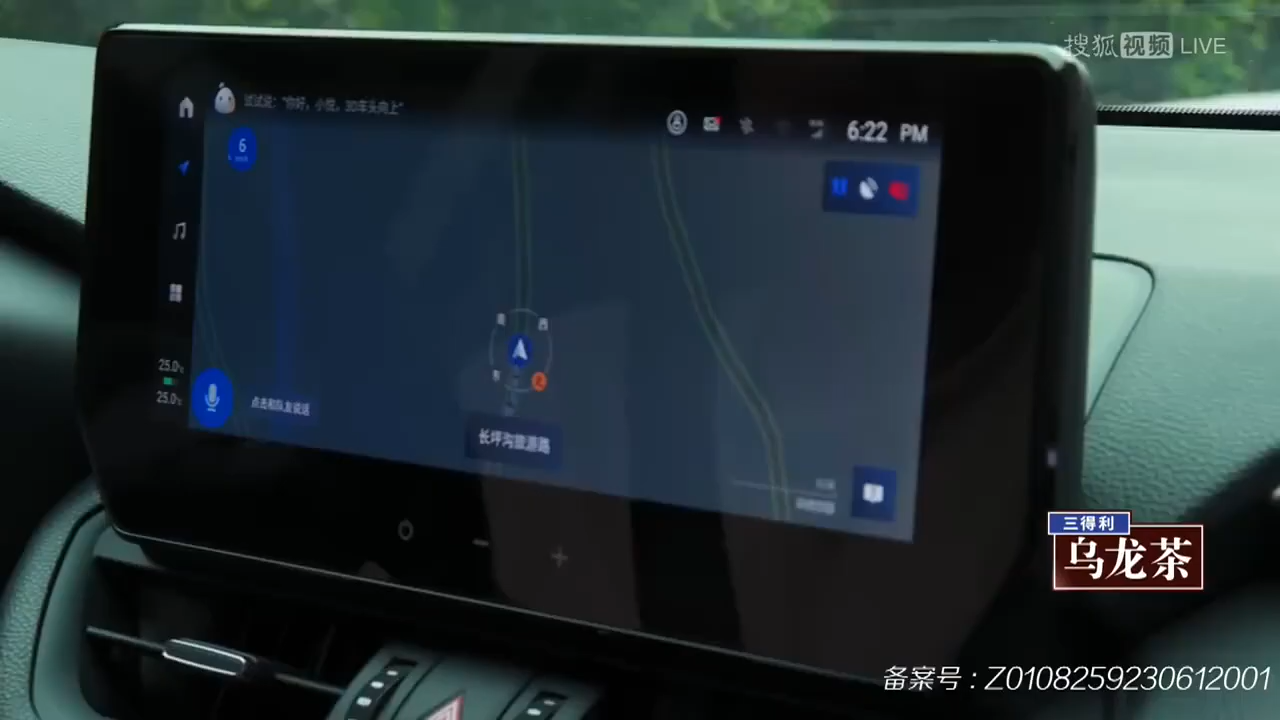 搜狐视频 LIVE
试试说：“你好，小悦，3D车头向上”
6:22 PM
6
25.0
25.0
点击和队友说话
长坪沟旅游路
三得利
乌龙茶
备案号：Z0108259230612001